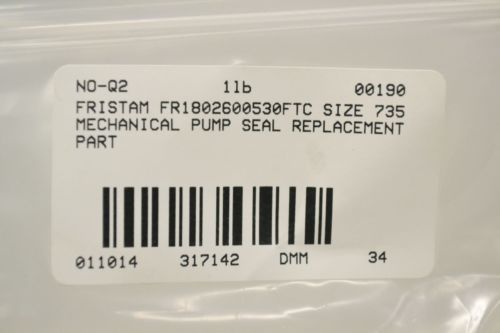 NO-Q2 1lb 00190
FRISTAM FR1802600530FTC SIZE 735
MECHANICAL PUMP SEAL REPLACEMENT
PART
011014 317142 DMM 34